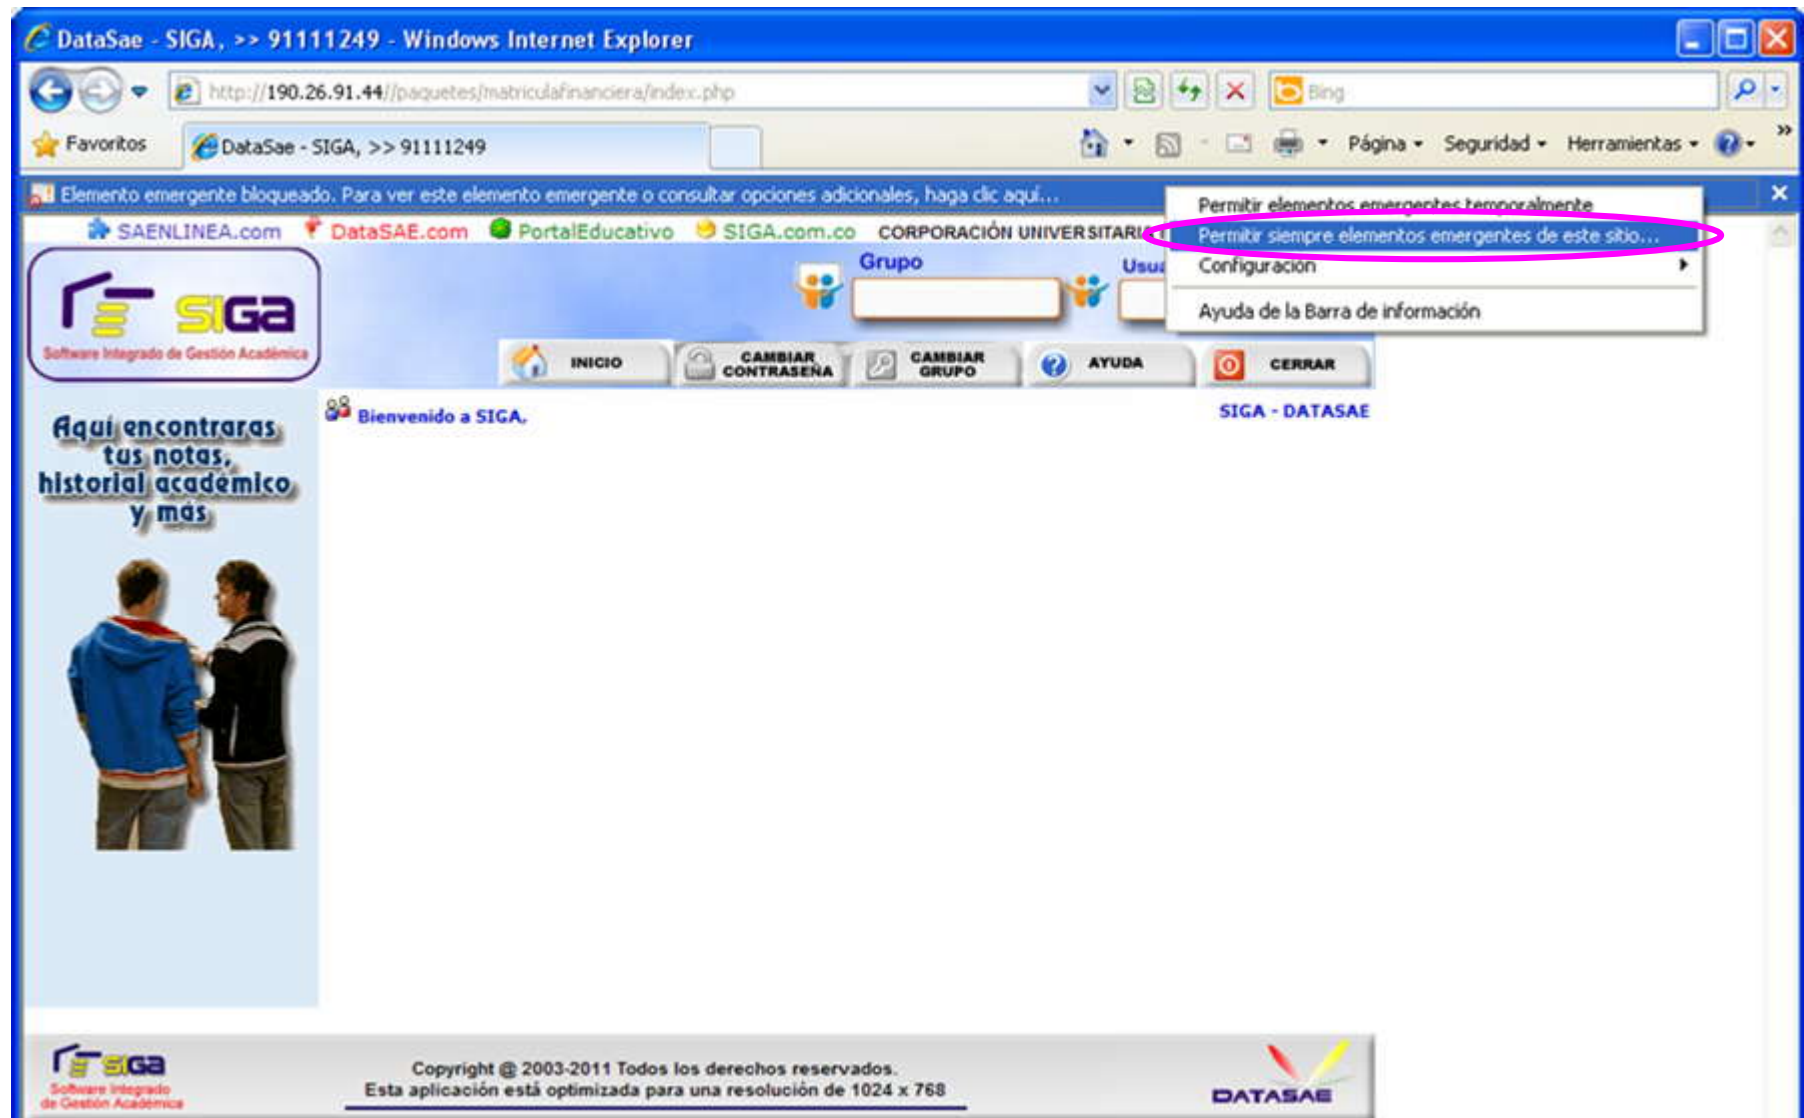 DataSae - SIGA, >> 91111249 - Windows Internet Explorer
http://190.26.91.44//paquetes/matriculafinanciera/index.php
Bing
Favoritos
DataSae - SIGA, >> 91111249
Página
Seguridad
Herramientas
Elemento emergente bloqueado. Para ver este elemento emergente o consultar opciones adicionales, haga clic aquí...
Permitir elementos emergentes temporalmente
Permitir siempre elementos emergentes de este sitio...
Configuración
Ayuda de la Barra de información
SAENLINEA.com DataSAE.com PortalEducativo SIGA.com.co CORPORACIÓN UNIVERSITARIA
Grupo
Usua
SIGa
Software Integrado de Gestión Académica
INICIO
CAMBIAR CONTRASEÑA
CAMBIAR GRUPO
AYUDA
CERRAR
Bienvenido a SIGA,
SIGA - DATASAE
Aquí encontraras
tus notas,
historial académico
y más
SIGa
Software Integrado
de Gestión Académica
Copyright @ 2003-2011 Todos los derechos reservados.
Esta aplicación está optimizada para una resolución de 1024 x 768
DATASAE